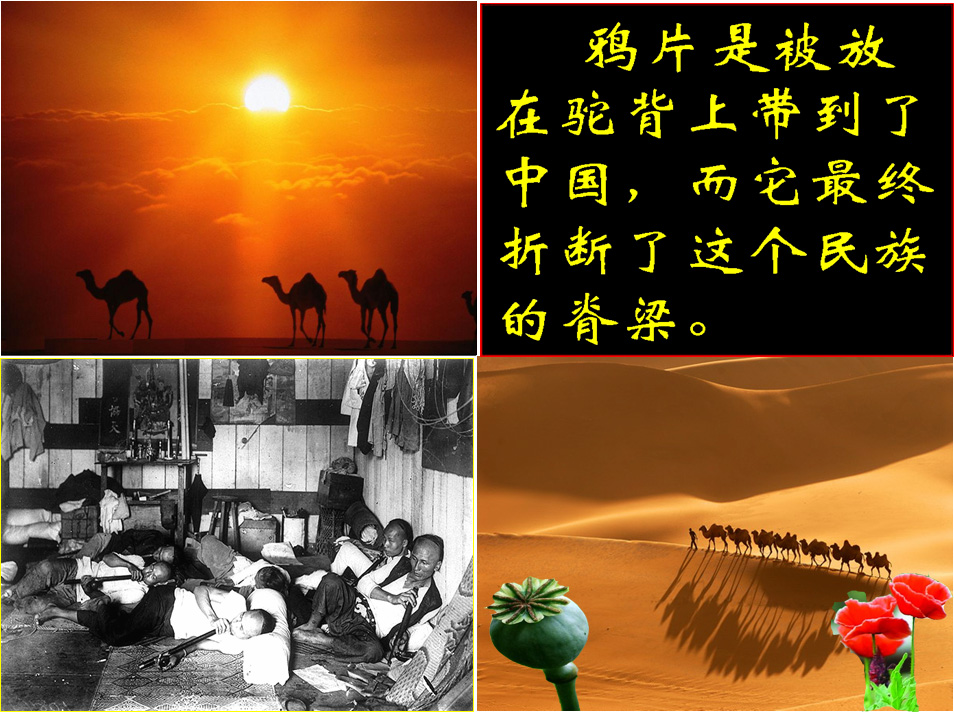 鸦片是被放
在驼背上带到了
中国，而它最终
折断了这个民族
的脊梁。